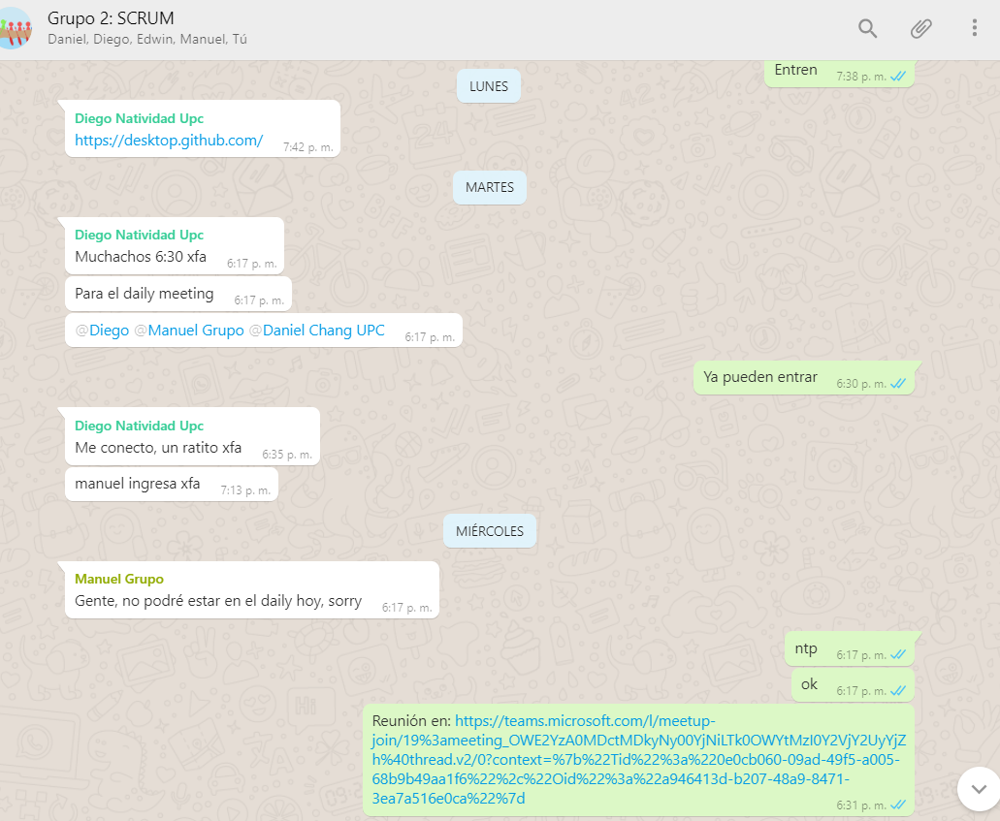 Grupo 2: SCRUM
Daniel, Diego, Edwin, Manuel, Tú
Entren 7:38 p. m.
LUNES
Diego Natividad Upc
https://desktop.github.com/ 7:42 p. m.
MARTES
Diego Natividad Upc
Muchachos 6:30 xfa 6:17 p. m.
Para el daily meeting 6:17 p. m.
@Diego @Manuel Grupo @Daniel Chang UPC 6:17 p. m.
Ya pueden entrar 6:30 p. m.
Diego Natividad Upc
Me conecto, un ratito xfa 6:35 p. m.
manuel ingresa xfa 7:13 p. m.
MIÉRCOLES
Manuel Grupo
Gente, no podré estar en el daily hoy, sorry 6:17 p. m.
ntp 6:17 p. m.
ok 6:17 p. m.
Reunión en: https://teams.microsoft.com/l/meetup-
join/19%3ameeting_OWE2YzA0MDctMDkyNy00YjNiLTk0OWYtMzI0Y2VjY2UyYjZ
h%40thread.v2/0?context=%7b%22Tid%22%3a%220e0cb060-09ad-49f5-a005-
68b9b49aa1f6%22%2c%22Oid%22%3a%22a946413d-b207-48a9-8471-
3ea7a516e0ca%22%7d
6:31 p. m.